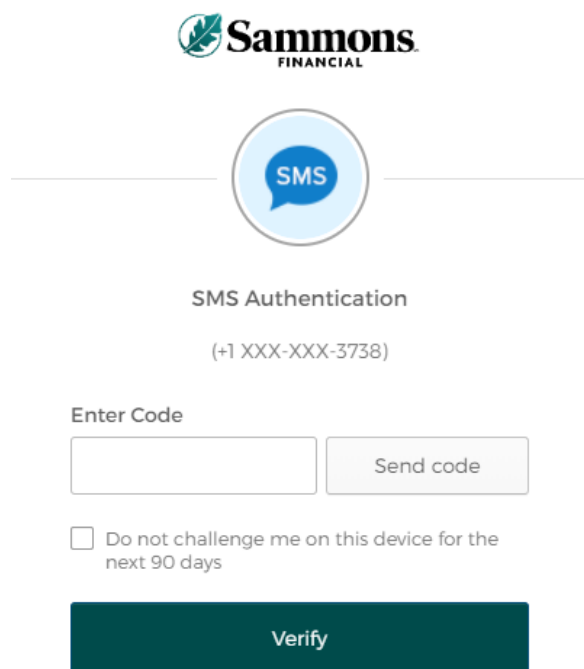 Sammons
FINANCIAL
SMS
SMS Authentication
(+1 XXX-XXX-3738)
Enter Code
Send code
Do not challenge me on this device for the
next 90 days
Verify